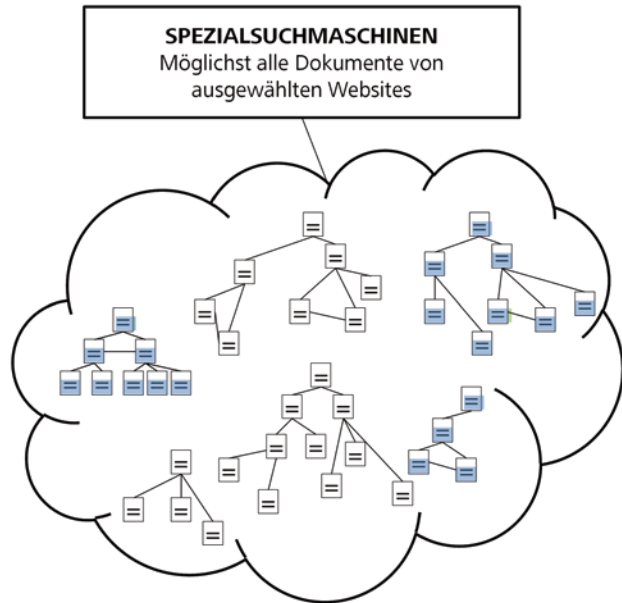 SPEZIALSUCHMASCHINEN
Möglichst alle Dokumente von
ausgewählten Websites